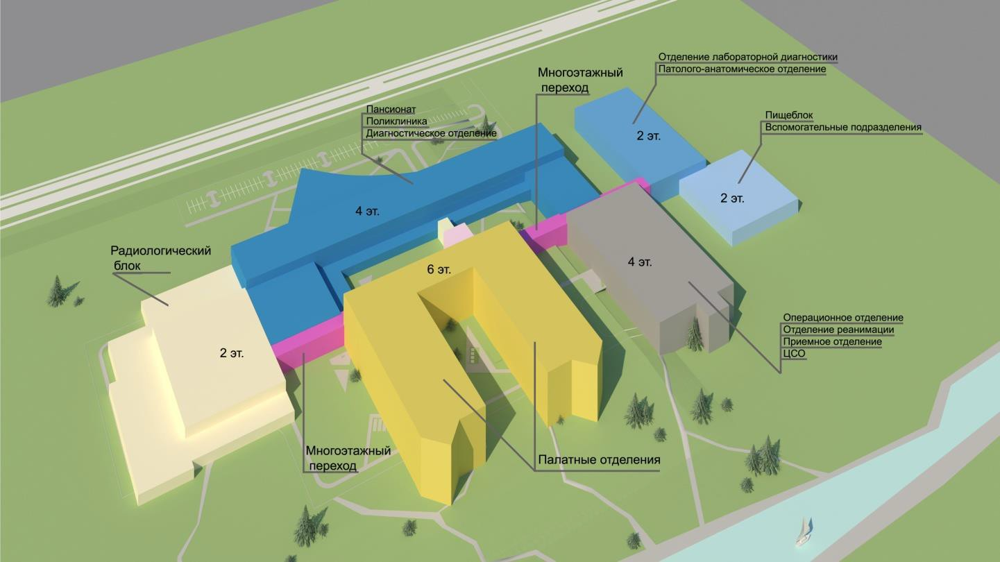 Отделение лабораторной диагностики
Патолого-анатомическое отделение
Многоэтажный
переход
Пансионат
Поликлиника
Диагностическое отделение
Пищеблок
Вспомогательные подразделения
2 эт.
2 эт.
4 эт.
Радиологический
блок
6 эт.
4 эт.
Операционное отделение
Отделение реанимации
Приемное отделение
ЦСО
2 эт.
Многоэтажный
переход
Палатные отделения